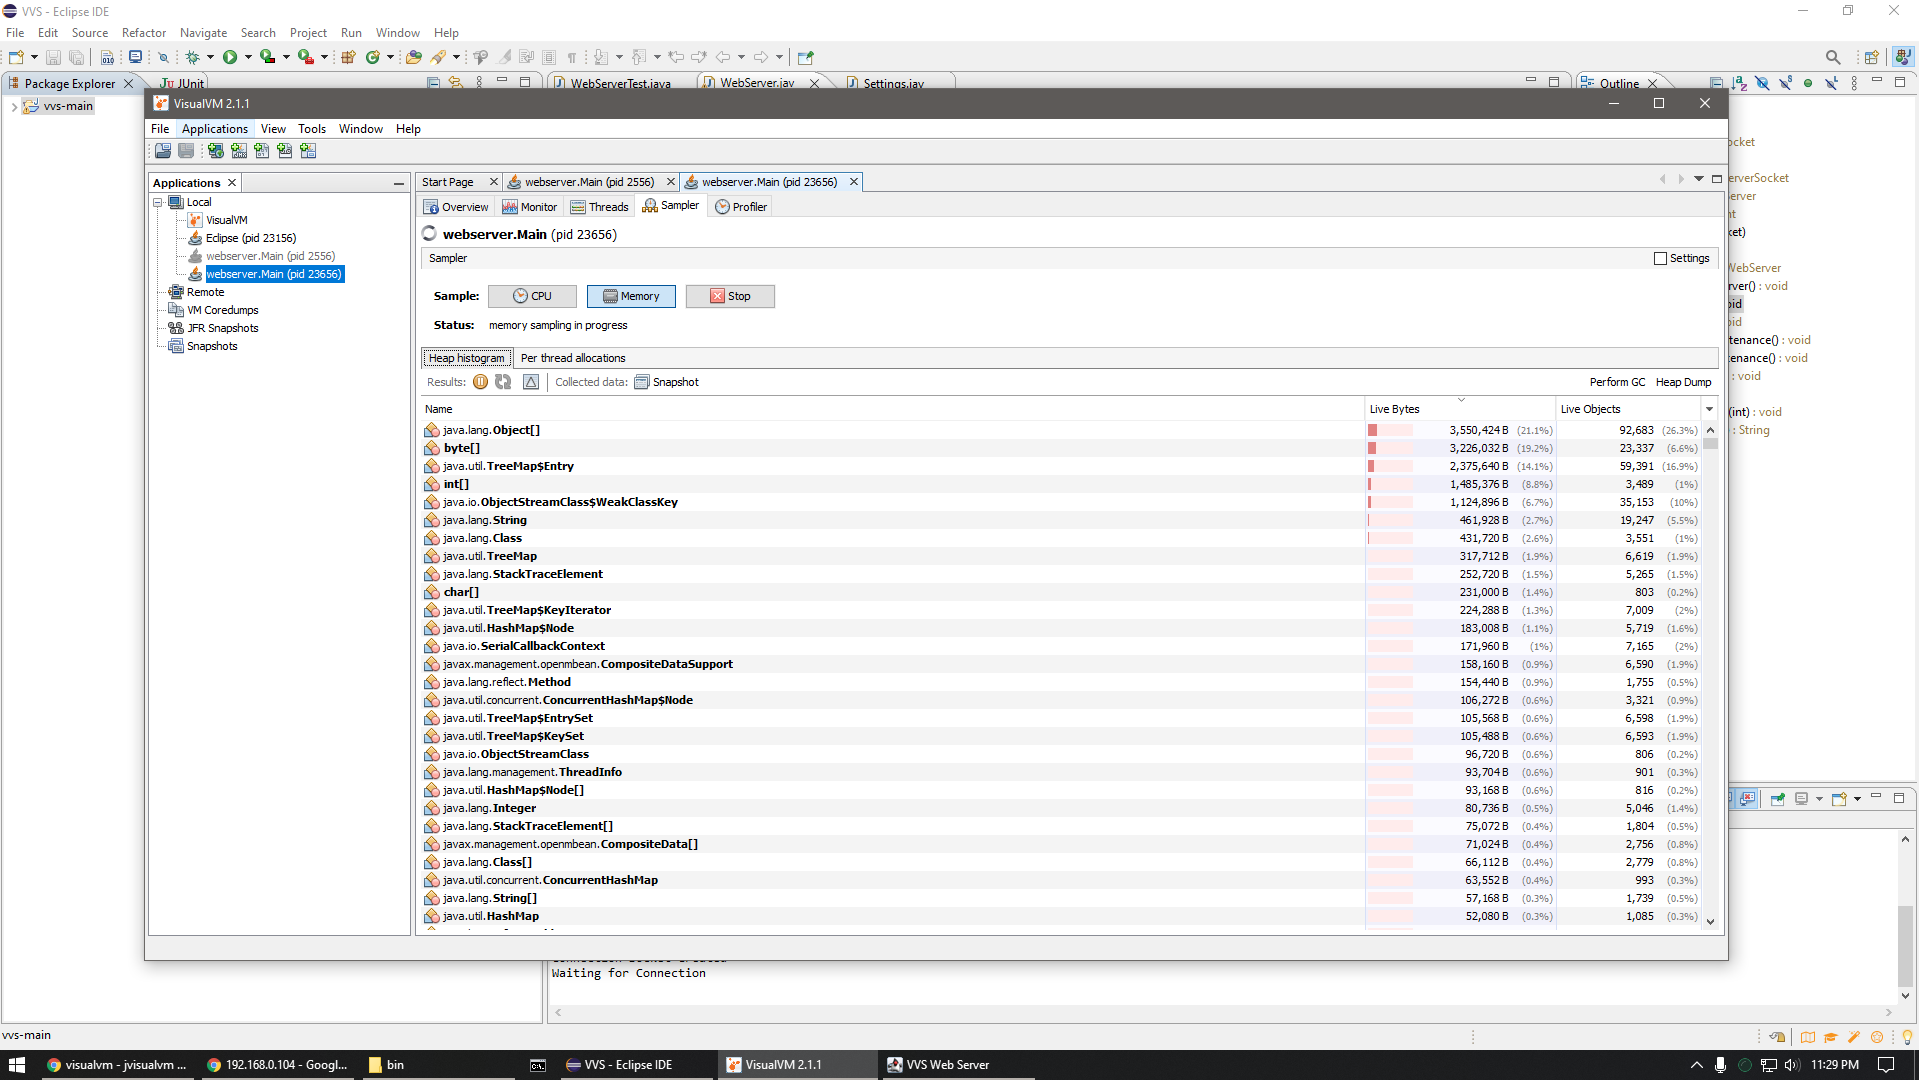 VVS - Eclipse IDE
File Edit Source Refactor Navigate Search Project Run Window Help
Package Explorer JUnit WebServerTest.java WebServer.jav Settings.jav Outline
vvs-main
VisualVM 2.1.1
File Applications View Tools Window Help
Applications
Local
VisualVM
Eclipse (pid 23156)
webserver.Main (pid 2556)
webserver.Main (pid 23656)
Remote
VM Coredumps
JFR Snapshots
Snapshots
Start Page webserver.Main (pid 2556) webserver.Main (pid 23656)
Overview Monitor Threads Sampler Profiler
webserver.Main (pid 23656)
Sampler Settings
Sample: CPU Memory Stop
Status: memory sampling in progress
Heap histogram Per thread allocations
Results: Collected data: Snapshot Perform GC Heap Dump
Name Live Bytes Live Objects
java.lang.Object[] 3,550,424 B (21.1%) 92,683 (26.3%)
byte[] 3,226,032 B (19.2%) 23,337 (6.6%)
java.util.TreeMap$Entry 2,375,640 B (14.1%) 59,391 (16.9%)
int[] 1,485,376 B (8.8%) 3,489 (1%)
java.io.ObjectStreamClass$WeakClassKey 1,124,896 B (6.7%) 35,153 (10%)
java.lang.String 461,928 B (2.7%) 19,247 (5.5%)
java.lang.Class 431,720 B (2.6%) 3,551 (1%)
java.util.TreeMap 317,712 B (1.9%) 6,619 (1.9%)
java.lang.StackTraceElement 252,720 B (1.5%) 5,265 (1.5%)
char[] 231,000 B (1.4%) 803 (0.2%)
java.util.TreeMap$KeyIterator 224,288 B (1.3%) 7,009 (2%)
java.util.HashMap$Node 183,008 B (1.1%) 5,719 (1.6%)
java.io.SerialCallbackContext 171,960 B (1%) 7,165 (2%)
javax.management.openmbean.CompositeDataSupport 158,160 B (0.9%) 6,590 (1.9%)
java.lang.reflect.Method 154,440 B (0.9%) 1,755 (0.5%)
java.util.concurrent.ConcurrentHashMap$Node 106,272 B (0.6%) 3,321 (0.9%)
java.util.TreeMap$EntrySet 105,568 B (0.6%) 6,598 (1.9%)
java.util.TreeMap$KeySet 105,488 B (0.6%) 6,593 (1.9%)
java.io.ObjectStreamClass 96,720 B (0.6%) 806 (0.2%)
java.lang.management.ThreadInfo 93,704 B (0.6%) 901 (0.3%)
java.util.HashMap$Node[] 93,168 B (0.6%) 816 (0.2%)
java.lang.Integer 80,736 B (0.5%) 5,046 (1.4%)
java.lang.StackTraceElement[] 75,072 B (0.4%) 1,804 (0.5%)
javax.management.openmbean.CompositeData[] 71,024 B (0.4%) 2,756 (0.8%)
java.lang.Class[] 66,112 B (0.4%) 2,779 (0.8%)
java.util.concurrent.ConcurrentHashMap 63,552 B (0.4%) 993 (0.3%)
java.lang.String[] 57,168 B (0.3%) 1,739 (0.5%)
java.util.HashMap 52,080 B (0.3%) 1,085 (0.3%)
ocket
erverSocket
erver
nt
ket)
WebServer
rver() : void
oid
oid
tenance() : void
tenance() : void
: void
(int) : void
: String
Waiting for Connection
vvs-main
visualvm - jvisualvm ... 192.168.0.104 - Googl... bin VVS - Eclipse IDE VisualVM 2.1.1 VVS Web Server 11:29 PM